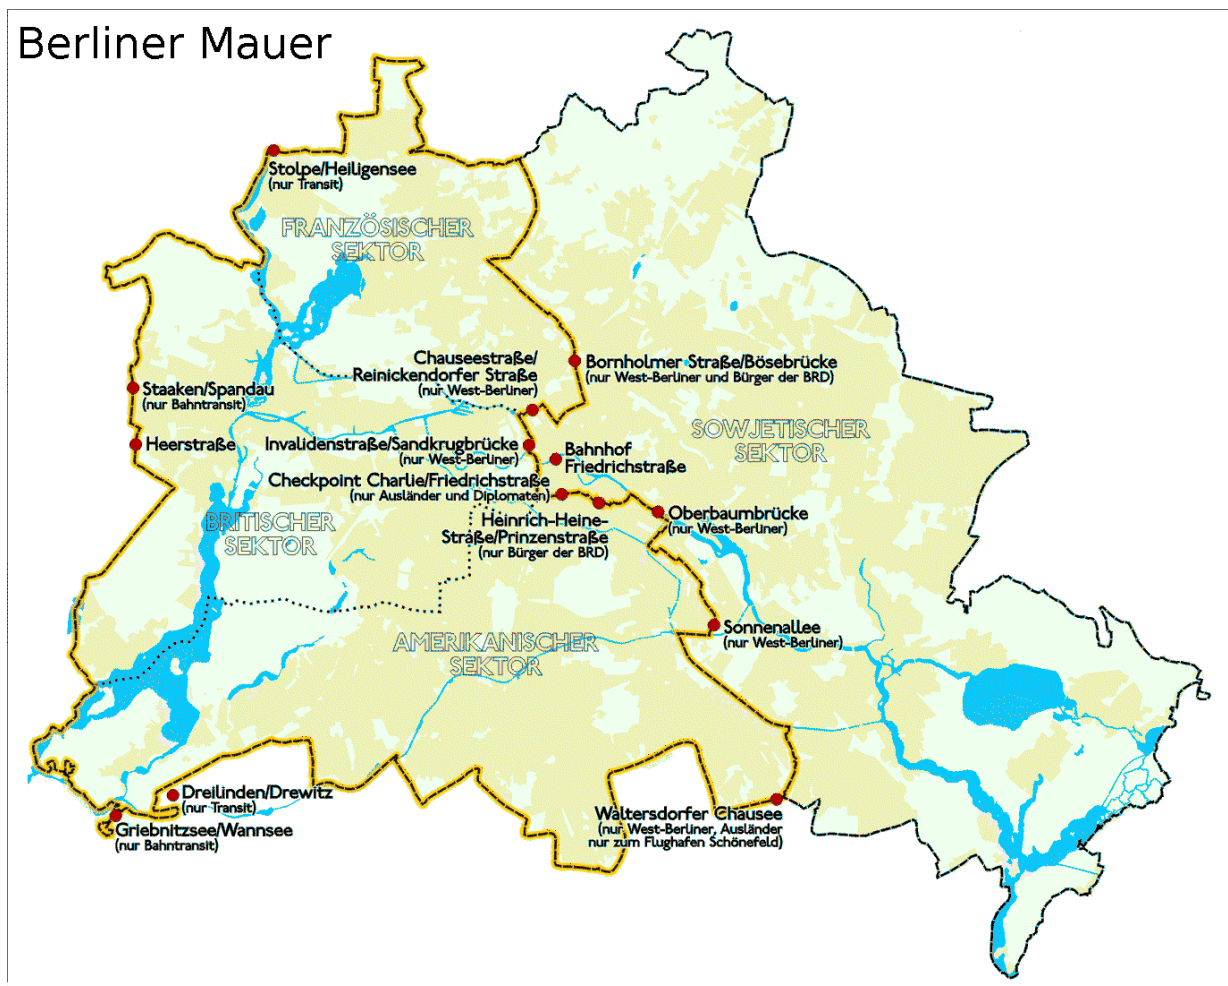 Berliner Mauer
Stolpe/Heiligensee
(nur Transit)
FRANZÖSISCHER
SEKTOR
Chauseestraße/
Reinickendorfer Straße
(nur West-Berliner)
Bornholmer Straße/Bösebrücke
(nur West-Berliner und Bürger der BRD)
Staaken/Spandau
(nur Bahntransit)
SOWJETISCHER
SEKTOR
Heerstraße
Invalidenstraße/Sandkrugbrücke
(nur West-Berliner)
Bahnhof
Friedrichstraße
Checkpoint Charlie/Friedrichstraße
(nur Ausländer und Diplomaten)
Heinrich-Heine-
Straße/Prinzenstraße
(nur Bürger der BRD)
Oberbaumbrücke
(nur West-Berliner)
BRITISCHER
SEKTOR
Sonnenallee
(nur West-Berliner)
AMERIKANISCHER
SEKTOR
Dreilinden/Drewitz
(nur Transit)
Griebnitzsee/Wannsee
(nur Bahntransit)
Waltersdorfer Chausee
(nur West-Berliner, Ausländer
nur zum Flughafen Schönefeld)